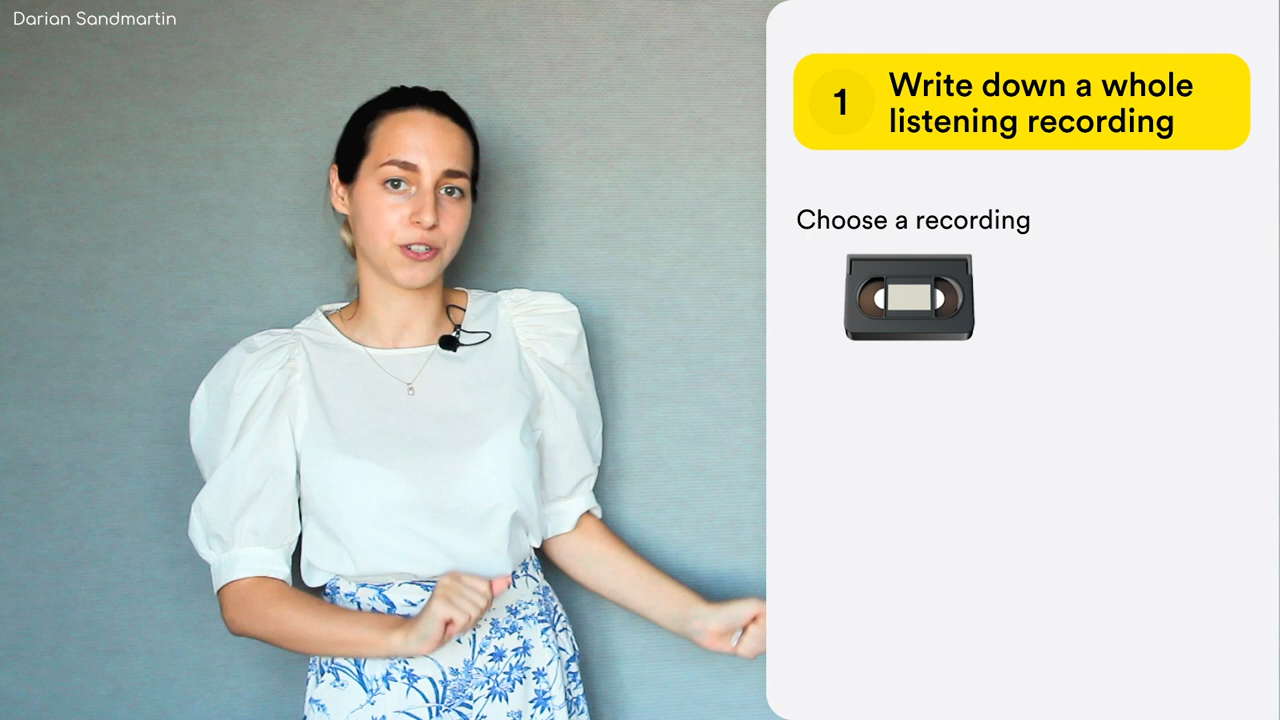 Darian Sandmartin
1
Write down a whole
listening recording
Choose a recording